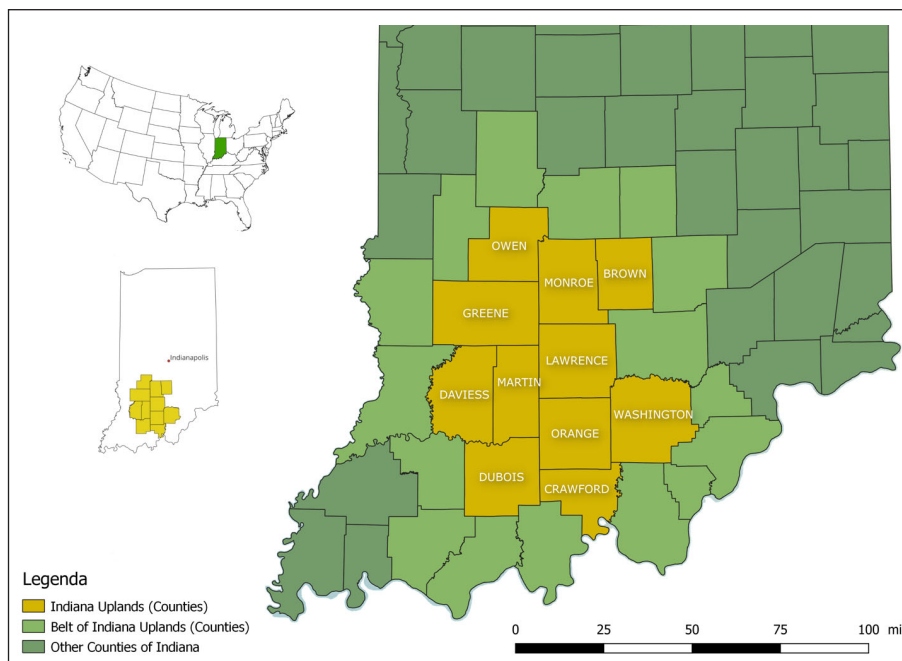 Indianapolis
OWEN
MONROE
BROWN
GREENE
LAWRENCE
MARTIN
DAVIESS
WASHINGTON
ORANGE
DUBOIS
CRAWFORD
Legenda
Indiana Uplands (Counties)
Belt of Indiana Uplands (Counties)
Other Counties of Indiana
0 25 50 75 100 mi